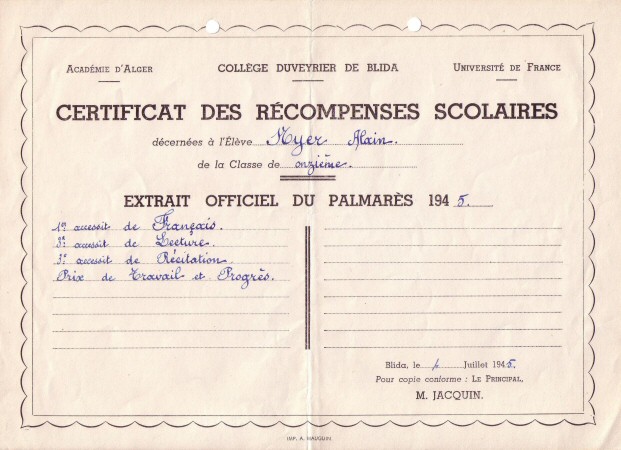 ACADÉMIE D'ALGER COLLÈGE DUVEYRIER DE BLIDA UNIVERSITÉ DE FRANCE
CERTIFICAT DES RÉCOMPENSES SCOLAIRES
décernées à l'Élève Myer Alain.
de la Classe de onzième.
EXTRAIT OFFICIEL DU PALMARÈS 1945.
1er accessit de Français.
3e accessit de Lecture.
3e accessit de Récitation.
Prix de Travail et Progrès.
Blida, le Juillet 1945.
Pour copie conforme : LE PRINCIPAL,
M. JACQUIN.
IMP. A. MAUGUIN